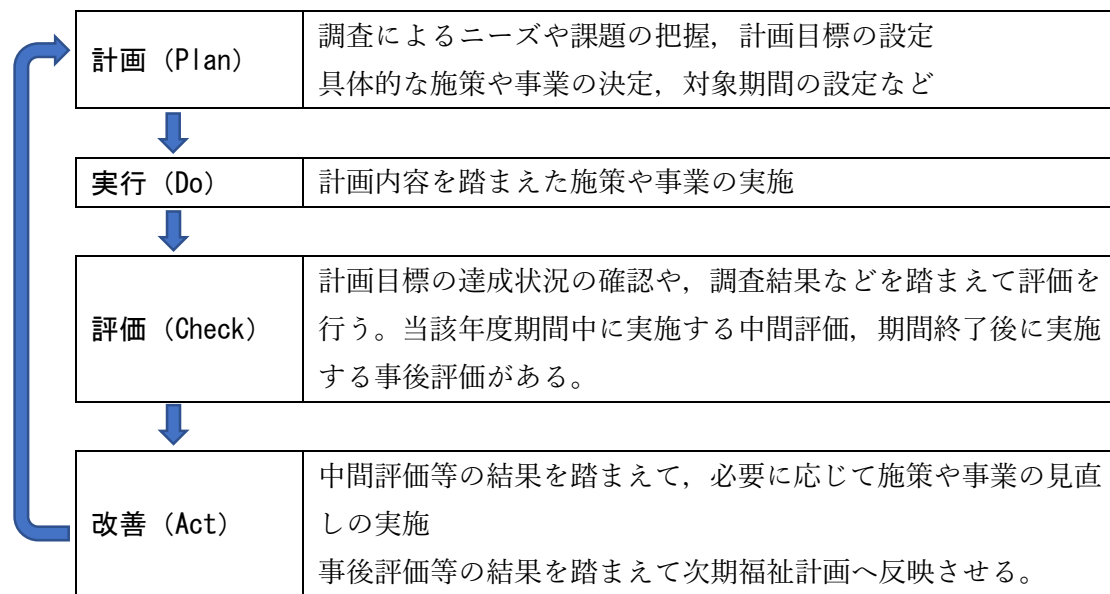 計画（Plan）
調査によるニーズや課題の把握，計画目標の設定
具体的な施策や事業の決定，対象期間の設定など
実行（Do）
計画内容を踏まえた施策や事業の実施
評価（Check）
計画目標の達成状況の確認や，調査結果などを踏まえて評価を
行う。当該年度期間中に実施する中間評価，期間終了後に実施
する事後評価がある。
改善（Act）
中間評価等の結果を踏まえて，必要に応じて施策や事業の見直
しの実施
事後評価等の結果を踏まえて次期福祉計画へ反映させる。